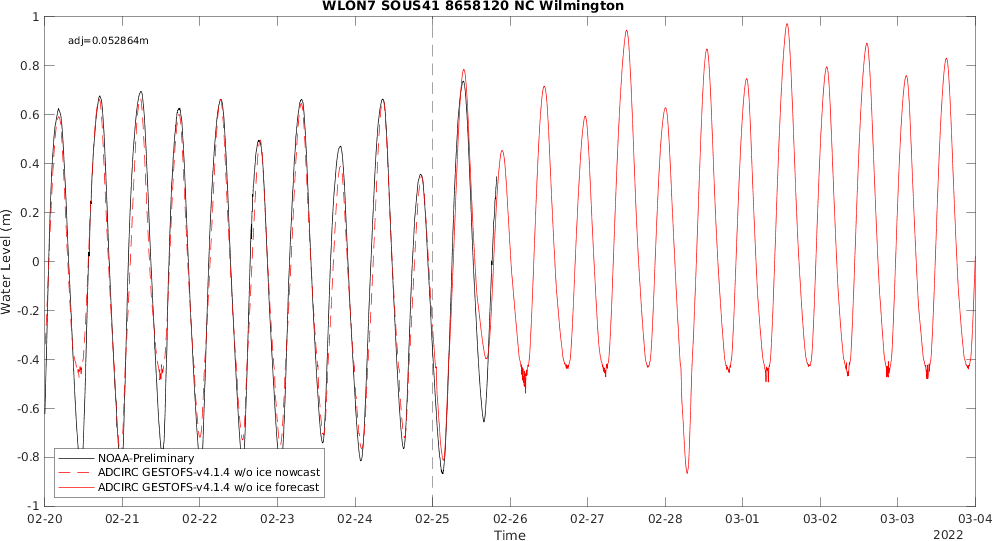 WLON7 SOUS41 8658120 NC Wilmington
adj=0.052864m
1
0.8
0.6
0.4
0.2
0
-0.2
-0.4
-0.6
-0.8
-1
Water Level (m)
NOAA-Preliminary
ADCIRC GESTOFS-v4.1.4 w/o ice nowcast
ADCIRC GESTOFS-v4.1.4 w/o ice forecast
02-20 02-21 02-22 02-23 02-24 02-25 02-26 02-27 02-28 03-01 03-02 03-03 03-04
Time
2022